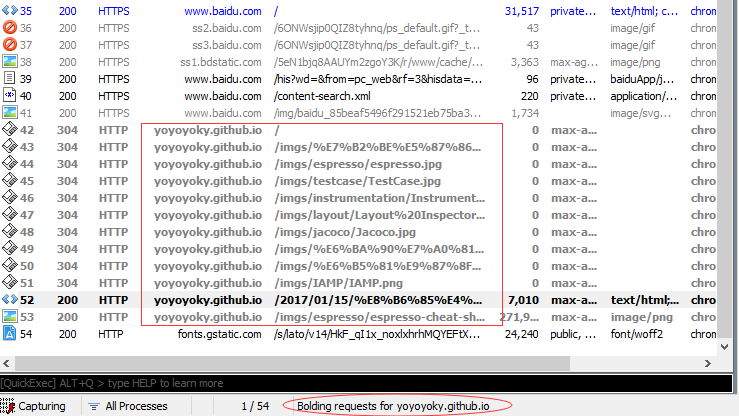 35 200 HTTPS www.baidu.com / 31,517 private... text/html; c... chrom
36 200 HTTPS ss2.baidu.com /6ONWsjip0QIZ8tyhnq/ps_default.gif?_t... 43 image/gif chrom
37 200 HTTPS ss3.baidu.com /6ONWsjip0QIZ8tyhnq/ps_default.gif?_t... 43 image/gif chrom
38 200 HTTPS ss1.bdstatic.com /5eN1bjq8AAUYm2zgoY3K/r/www/cache/... 3,363 max-ag... image/png chrom
39 200 HTTPS www.baidu.com /his?wd=&from=pc_web&rf=3&hisdata=... 96 private... baiduApp/j... chrom
40 200 HTTPS www.baidu.com /content-search.xml 220 private... application/... chrom
41 200 HTTPS www.baidu.com /img/baidu_85beaf5496f291521eb75ba3... 1,734 image/svg... chrom
42 304 HTTP yoyoyoky.github.io / 0 max-a... chro
43 304 HTTP yoyoyoky.github.io /imgs/%E7%B2%BE%E5%87%86... 0 max-a... chro
44 304 HTTP yoyoyoky.github.io /imgs/espresso/espresso.jpg 0 max-a... chro
45 304 HTTP yoyoyoky.github.io /imgs/testcase/TestCase.jpg 0 max-a... chro
46 304 HTTP yoyoyoky.github.io /imgs/instrumentation/Instrument... 0 max-a... chro
47 304 HTTP yoyoyoky.github.io /imgs/layout/Layout%20Inspector... 0 max-a... chro
48 304 HTTP yoyoyoky.github.io /imgs/jacoco/Jacoco.jpg 0 max-a... chro
49 304 HTTP yoyoyoky.github.io /imgs/%E6%BA%90%E7%A0%81... 0 max-a... chro
50 304 HTTP yoyoyoky.github.io /imgs/%E5%81%E9%87%8F... 0 max-a... chro
51 304 HTTP yoyoyoky.github.io /imgs/IAMP/IAMP.png 0 max-a... chro
52 200 HTTP yoyoyoky.github.io /2017/01/15/%E8%B6%85%E4%... 7,010 max-a... text/html;... chro
53 200 HTTP yoyoyoky.github.io /imgs/espresso/espresso-cheat-sh... 271,9... max-a... image/png chro
54 200 HTTP fonts.gstatic.com /s/lato/v14/HkF_qI1x_noxlxhrhMQYEFtX... 24,240 public, ... font/woff2 chrom
[QuickExec] ALT+Q > type HELP to learn more
Capturing All Processes 1 / 54 Bolding requests for yoyoyoky.github.io